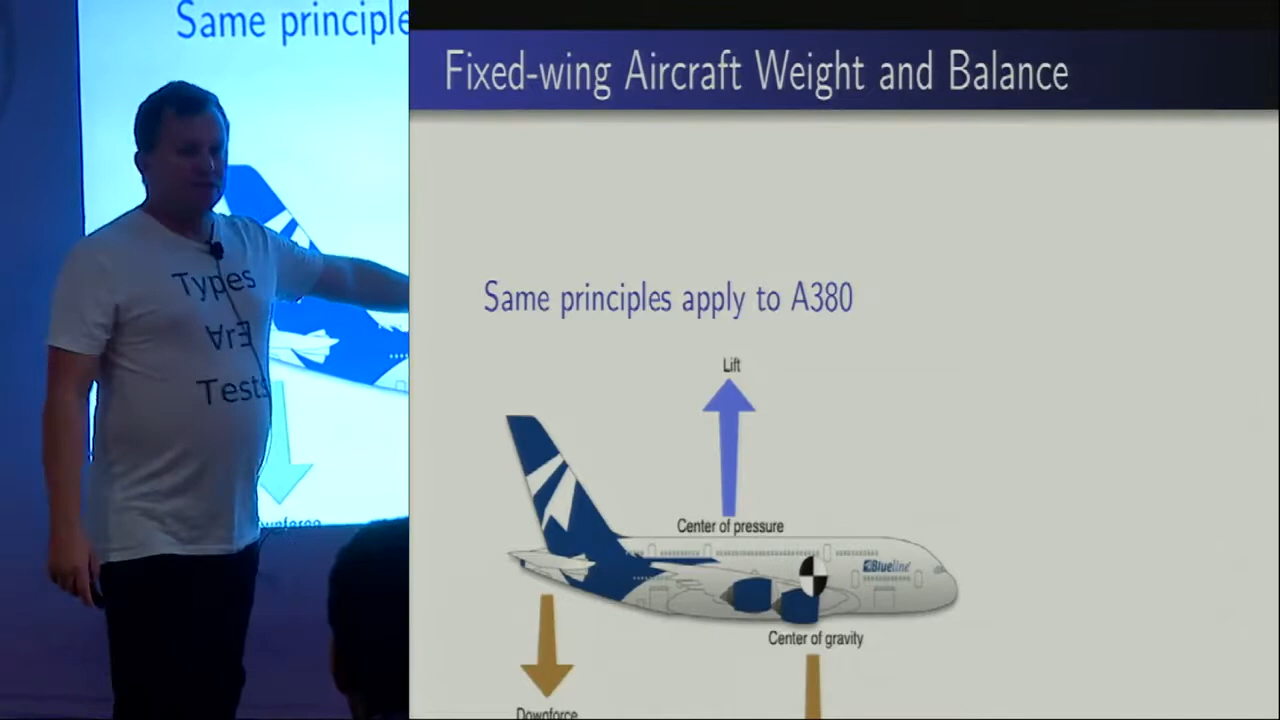 Same principle
Types
∀rƎ
Tests
Downforce
Fixed-wing Aircraft Weight and Balance
Same principles apply to A380
Lift
Center of pressure
Blueline
Center of gravity
Downforce